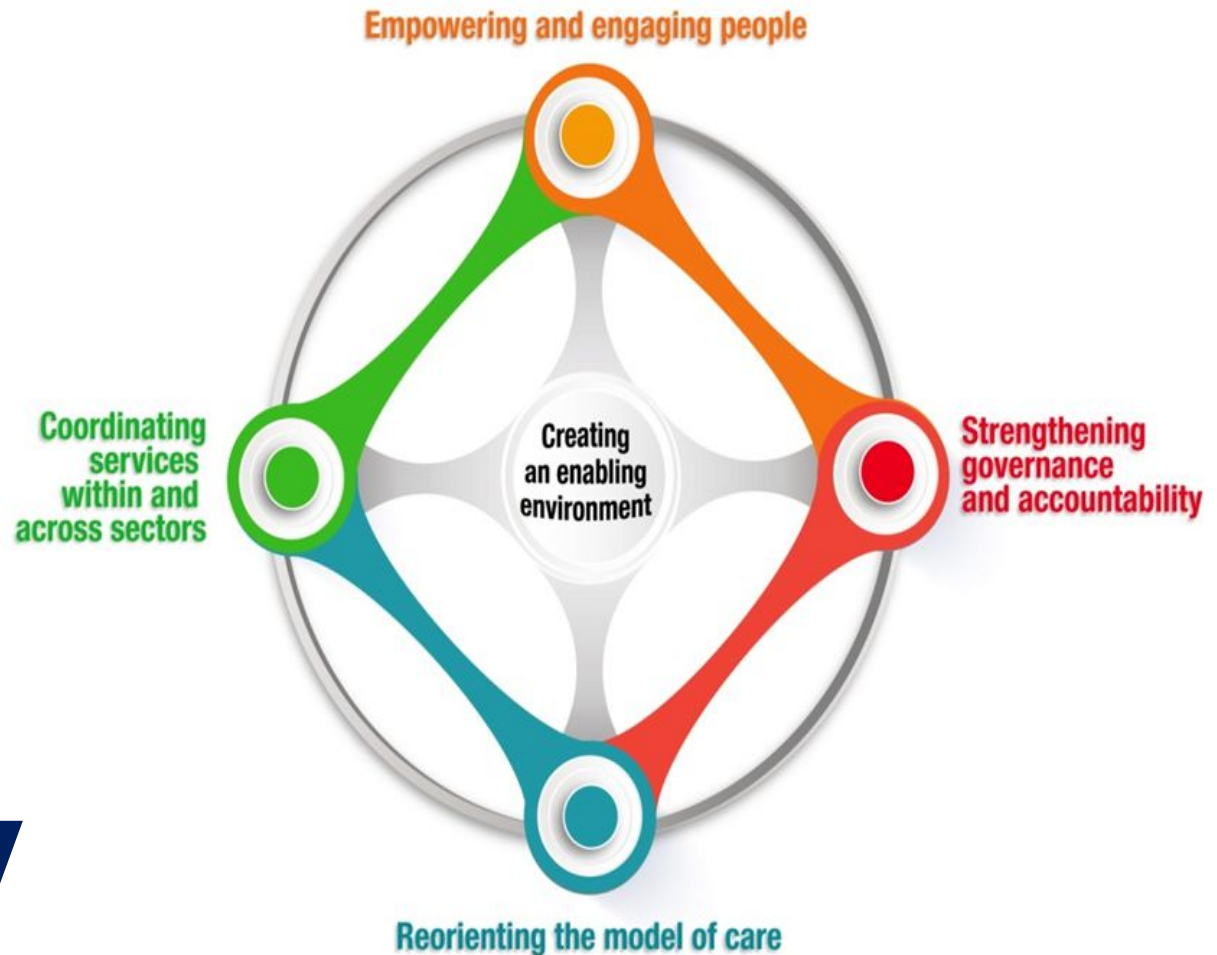 Empowering and engaging people
Coordinating
services
within and
across sectors
Creating
an enabling
environment
Strengthening
governance
and accountability
Reorienting the model of care